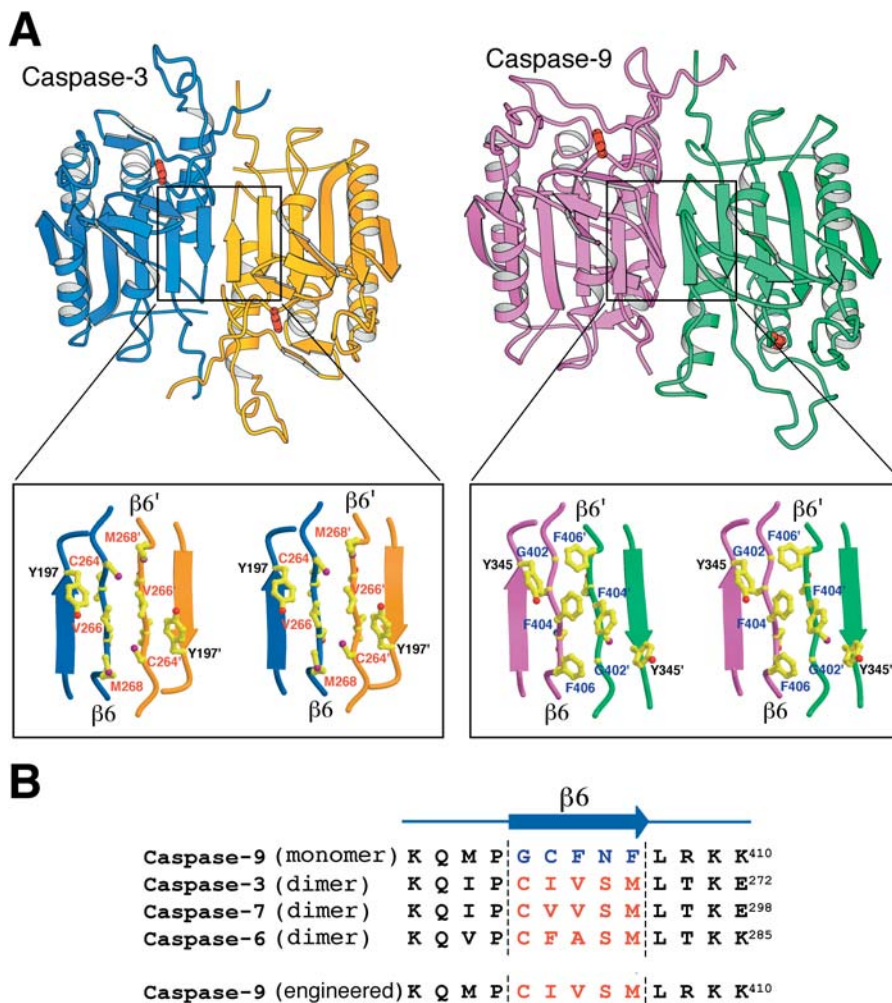 A
Caspase-3
Caspase-9
β6'
M268'
Y197
C264
V266'
V266
C264'
Y197'
M268
β6
M268'
Y197
C264
V266'
V266
C264'
Y197'
M268
β6
β6'
F406'
G402
Y345
F404'
F404
G402'
Y345'
F406
β6
F406'
G402
Y345
F404'
F404
G402'
Y345'
F406
β6
B
β6
Caspase-9 (monomer) K Q M P G C F N F L R K K410
Caspase-3 (dimer) K Q I P C I V S M L T K E272
Caspase-7 (dimer) K Q I P C V V S M L T K E298
Caspase-6 (dimer) K Q V P C F A S M L T K K285
Caspase-9 (engineered) K Q M P C I V S M L R K K410